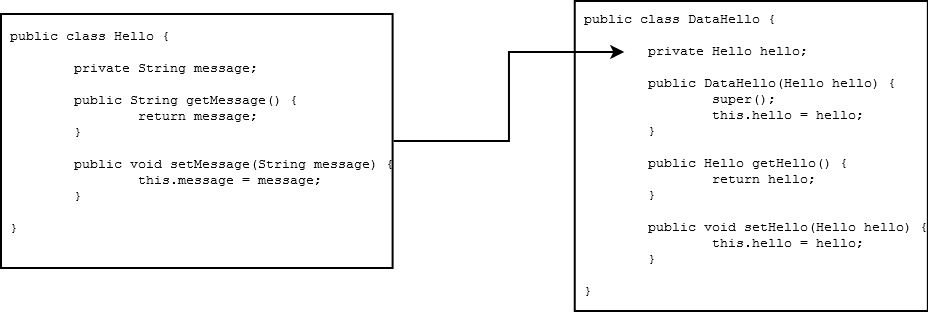 public class Hello {
private String message;
public String getMessage() {
return message;
}
public void setMessage(String message) {
this.message = message;
}
}
public class DataHello {
private Hello hello;
public DataHello(Hello hello) {
super();
this.hello = hello;
}
public Hello getHello() {
return hello;
}
public void setHello(Hello hello) {
this.hello = hello;
}
}